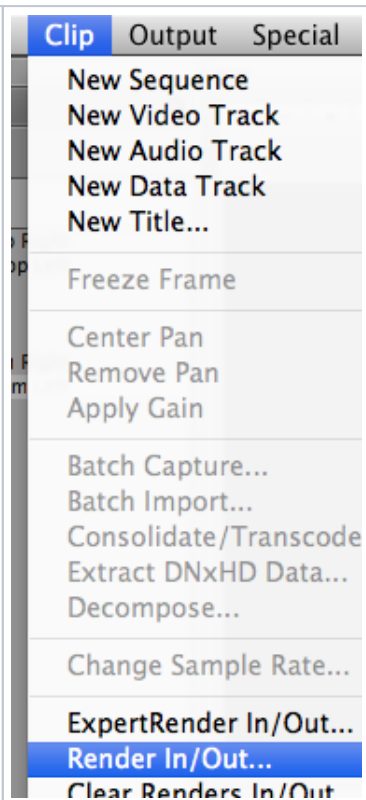 Clip Output Special
New Sequence
New Video Track
New Audio Track
New Data Track
New Title...
Freeze Frame
Center Pan
Remove Pan
Apply Gain
Batch Capture...
Batch Import...
Consolidate/Transcode
Extract DNxHD Data...
Decompose...
Change Sample Rate...
ExpertRender In/Out...
Render In/Out...
Clear Renders In/Out